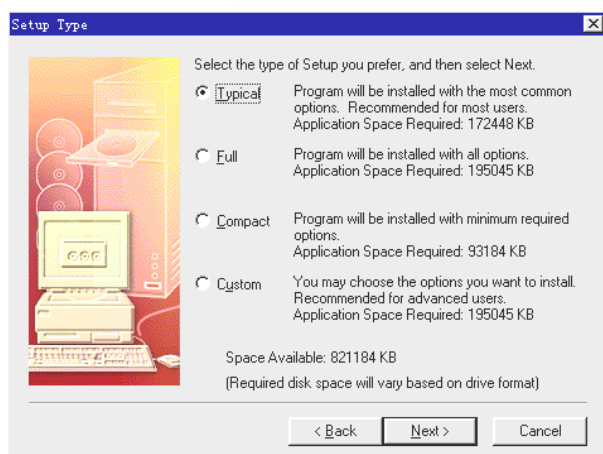 Setup Type
Select the type of Setup you prefer, and then select Next.
Typical
Program will be installed with the most common
options. Recommended for most users.
Application Space Required: 172448 KB
Full
Program will be installed with all options.
Application Space Required: 195045 KB
Compact
Program will be installed with minimum required
options.
Application Space Required: 93184 KB
Custom
You may choose the options you want to install.
Recommended for advanced users.
Application Space Required: 195045 KB
Space Available: 821184 KB
(Required disk space will vary based on drive format)
< Back
Next >
Cancel